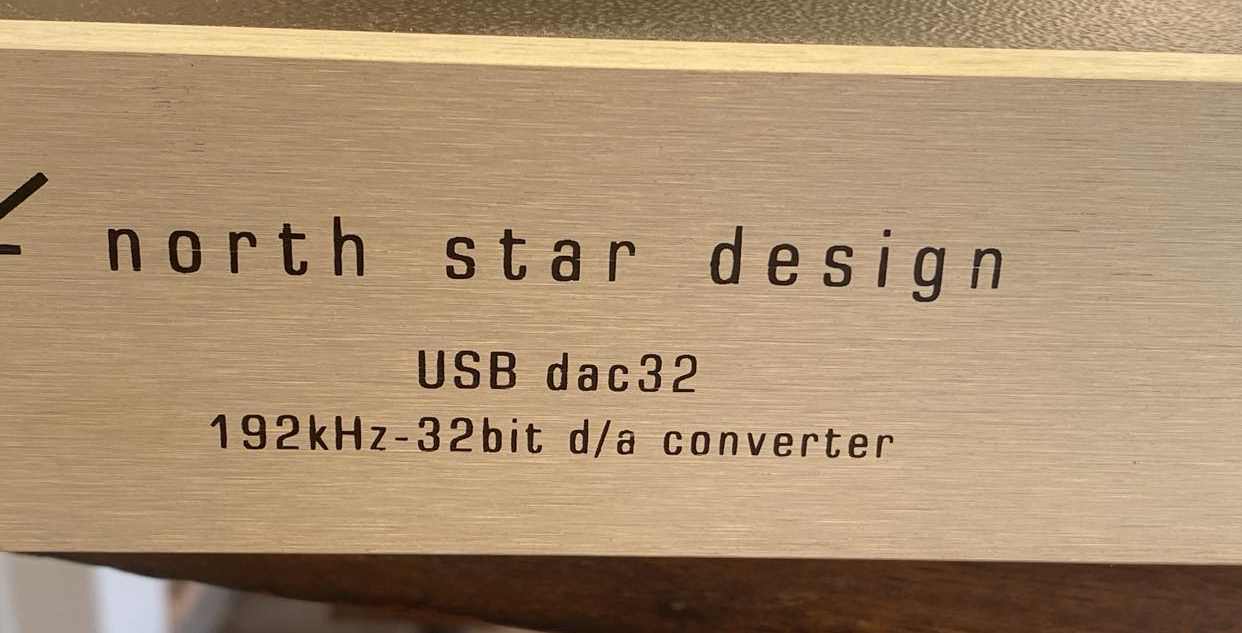 north star design
USB dac32
192kHz-32bit d/a converter